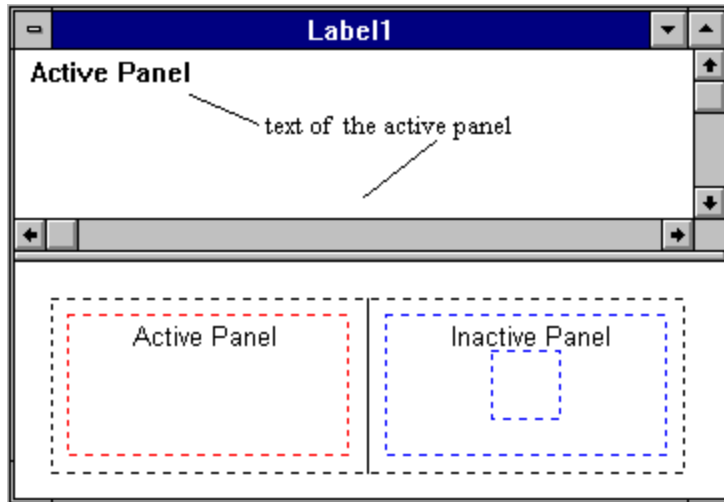 Label1
Active Panel
text of the active panel
Active Panel
Inactive Panel